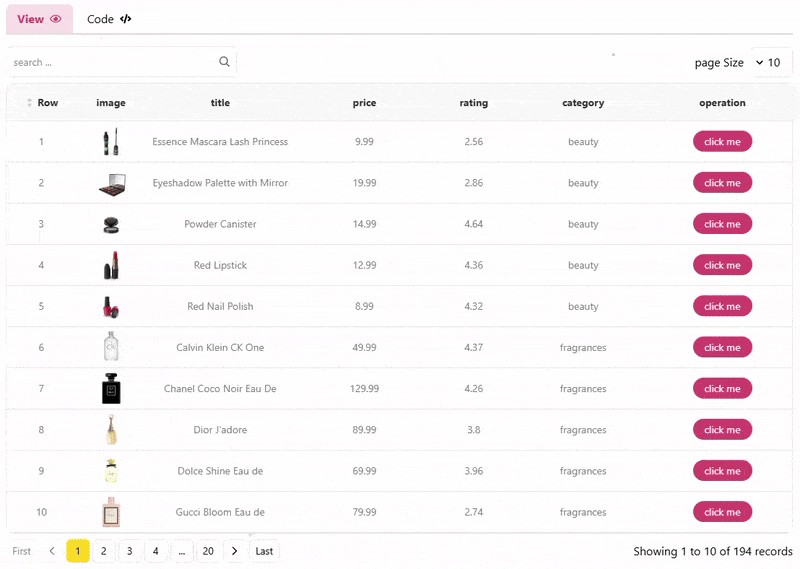 View Code
search ... page Size 10
Row image title price rating category operation
1 Essence Mascara Lash Princess 9.99 2.56 beauty click me
2 Eyeshadow Palette with Mirror 19.99 2.86 beauty click me
3 Powder Canister 14.99 4.64 beauty click me
4 Red Lipstick 12.99 4.36 beauty click me
5 Red Nail Polish 8.99 4.32 beauty click me
6 Calvin Klein CK One 49.99 4.37 fragrances click me
7 Chanel Coco Noir Eau De 129.99 4.26 fragrances click me
8 Dior J'adore 89.99 3.8 fragrances click me
9 Dolce Shine Eau de 69.99 3.96 fragrances click me
10 Gucci Bloom Eau de 79.99 2.74 fragrances click me
First 1 2 3 4 ... 20 Last Showing 1 to 10 of 194 records